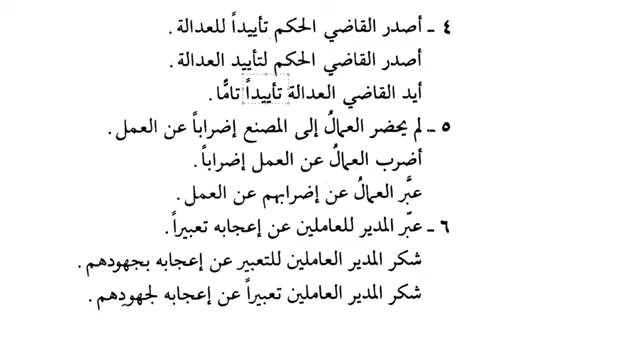 ٤ - أصدر القاضي الحكم تأييداً للعدالة .
أصدر القاضي الحكم لتأييد العدالة .
أيد القاضي العدالة تأييداً تامًّا .
٥ - لم يحضر العمالُ إلى المصنع إضراباً عن العمل .
أضرب العمالُ عن العمل إضراباً .
عبَّر العمالُ عن إضرابهم عن العمل .
٦ - عبّر المدير للعاملين عن إعجابه تعبيراً .
شكر المدير العاملين للتعبير عن إعجابه بجهودهم .
شكر المدير العاملين تعبيراً عن إعجابه لجهودِهم .